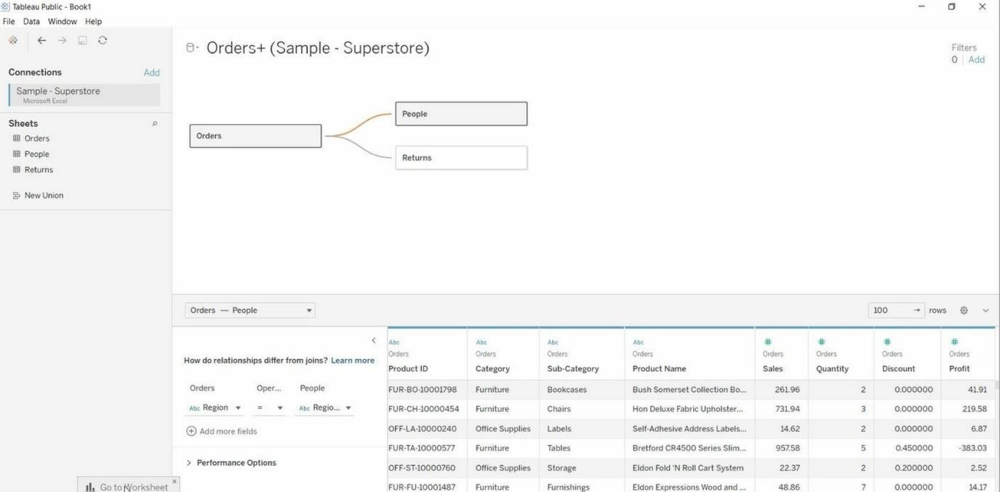 Tableau Public - Book1
File Data Window Help
Connections Add
Sample - Superstore
Microsoft Excel
Sheets
Orders
People
Returns
New Union
Orders+ (Sample - Superstore)
Filters
0 Add
Orders
People
Returns
Orders — People
100 → rows
How do relationships differ from joins? Learn more
Orders Oper... People
Abc Region = Abc Regio...
Add more fields
Performance Options
Go to Worksheet
Abc Abc Abc Abc # # # #
Orders Orders Orders Orders Orders Orders Orders Orders
Product ID Category Sub-Category Product Name Sales Quantity Discount Profit
FUR-BO-10001798 Furniture Bookcases Bush Somerset Collection Bo... 261.96 2 0.000000 41.91
FUR-CH-10000454 Furniture Chairs Hon Deluxe Fabric Upholster... 731.94 3 0.000000 219.58
OFF-LA-10000240 Office Supplies Labels Self-Adhesive Address Labels... 14.62 2 0.000000 6.87
FUR-TA-10000577 Furniture Tables Bretford CR4500 Series Slim... 957.58 5 0.450000 -383.03
OFF-ST-10000760 Office Supplies Storage Eldon Fold 'N Roll Cart System 22.37 2 0.200000 2.52
FUR-FU-10001487 Furniture Furnishings Eldon Expressions Wood and ... 48.86 7 0.000000 14.17